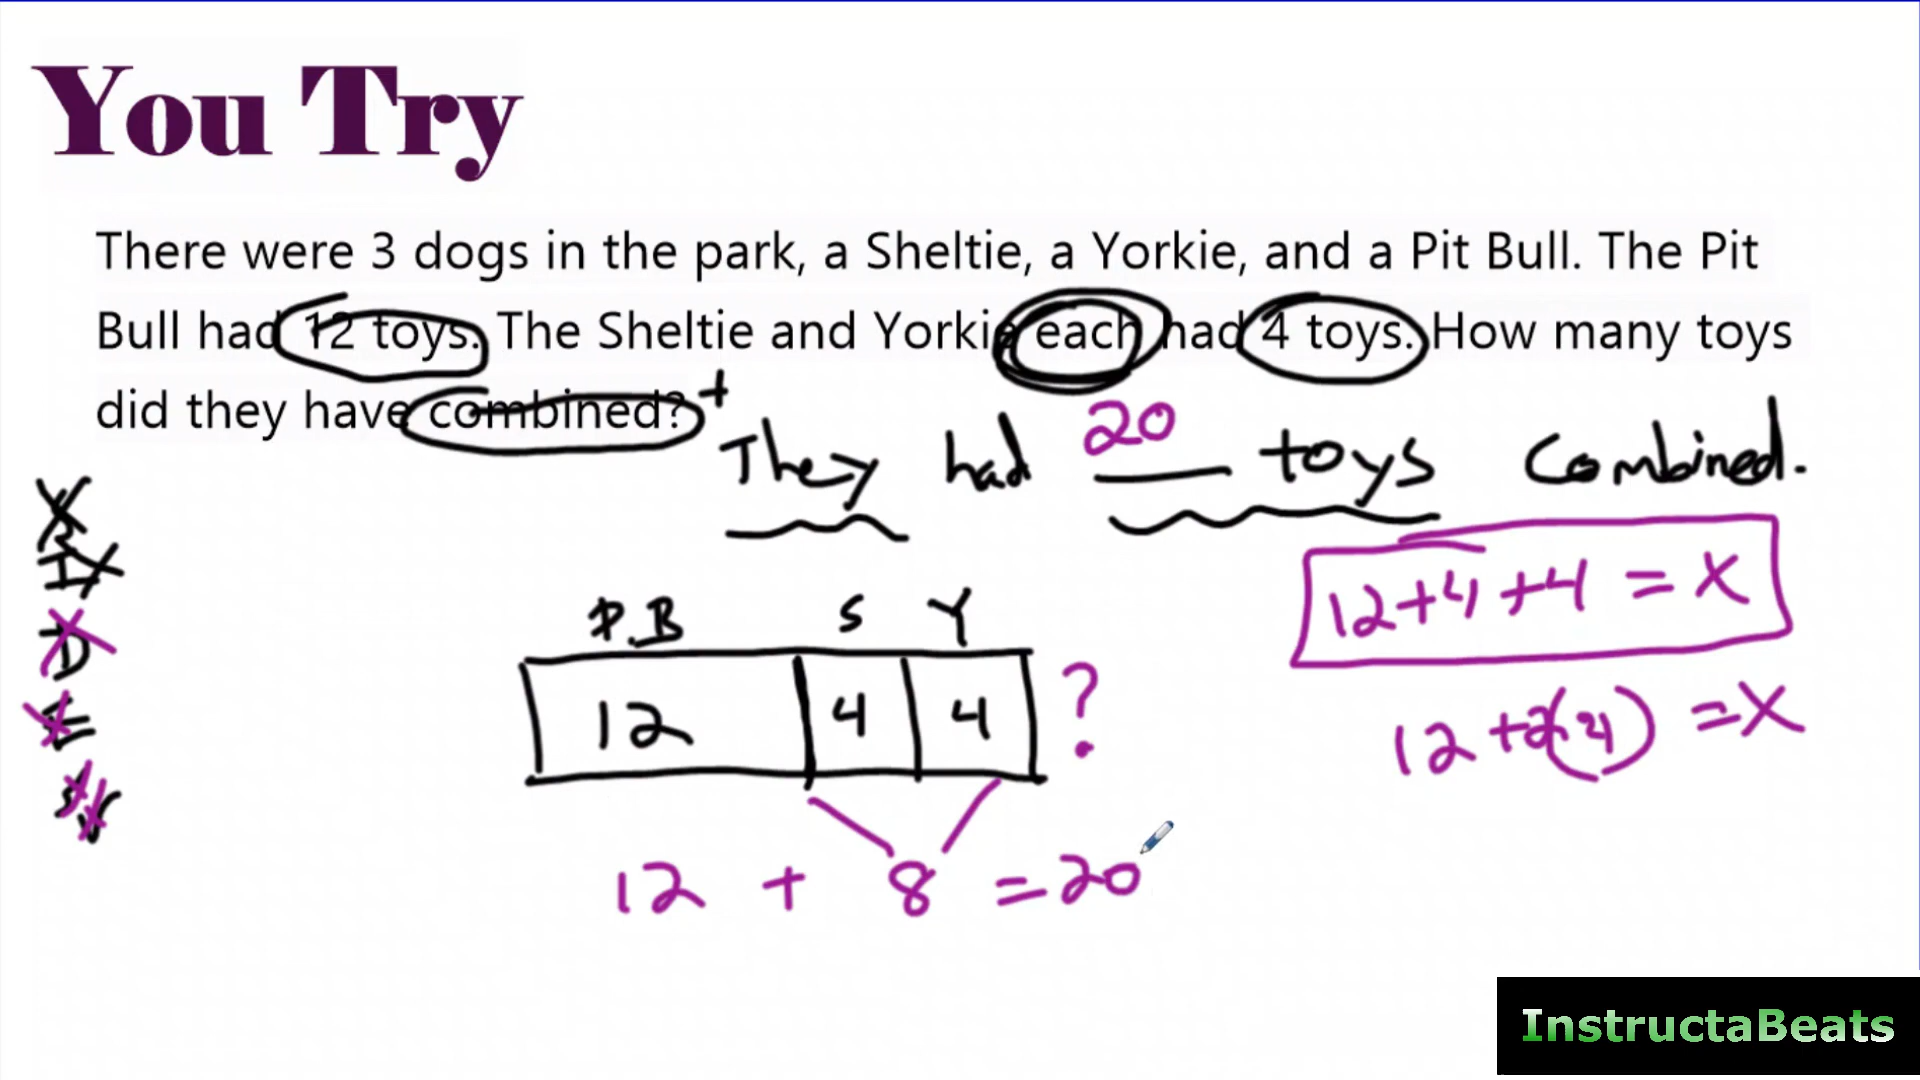 You Try
There were 3 dogs in the park, a Sheltie, a Yorkie, and a Pit Bull. The Pit
Bull had 12 toys. The Sheltie and Yorkie each had 4 toys. How many toys
did they have combined? +
They had 20 toys combined.
I
D
12+4+4 = X
P.B S Y
12 4 4 ?
12+2(4) = X
12 + 8 = 20
InstructaBeats